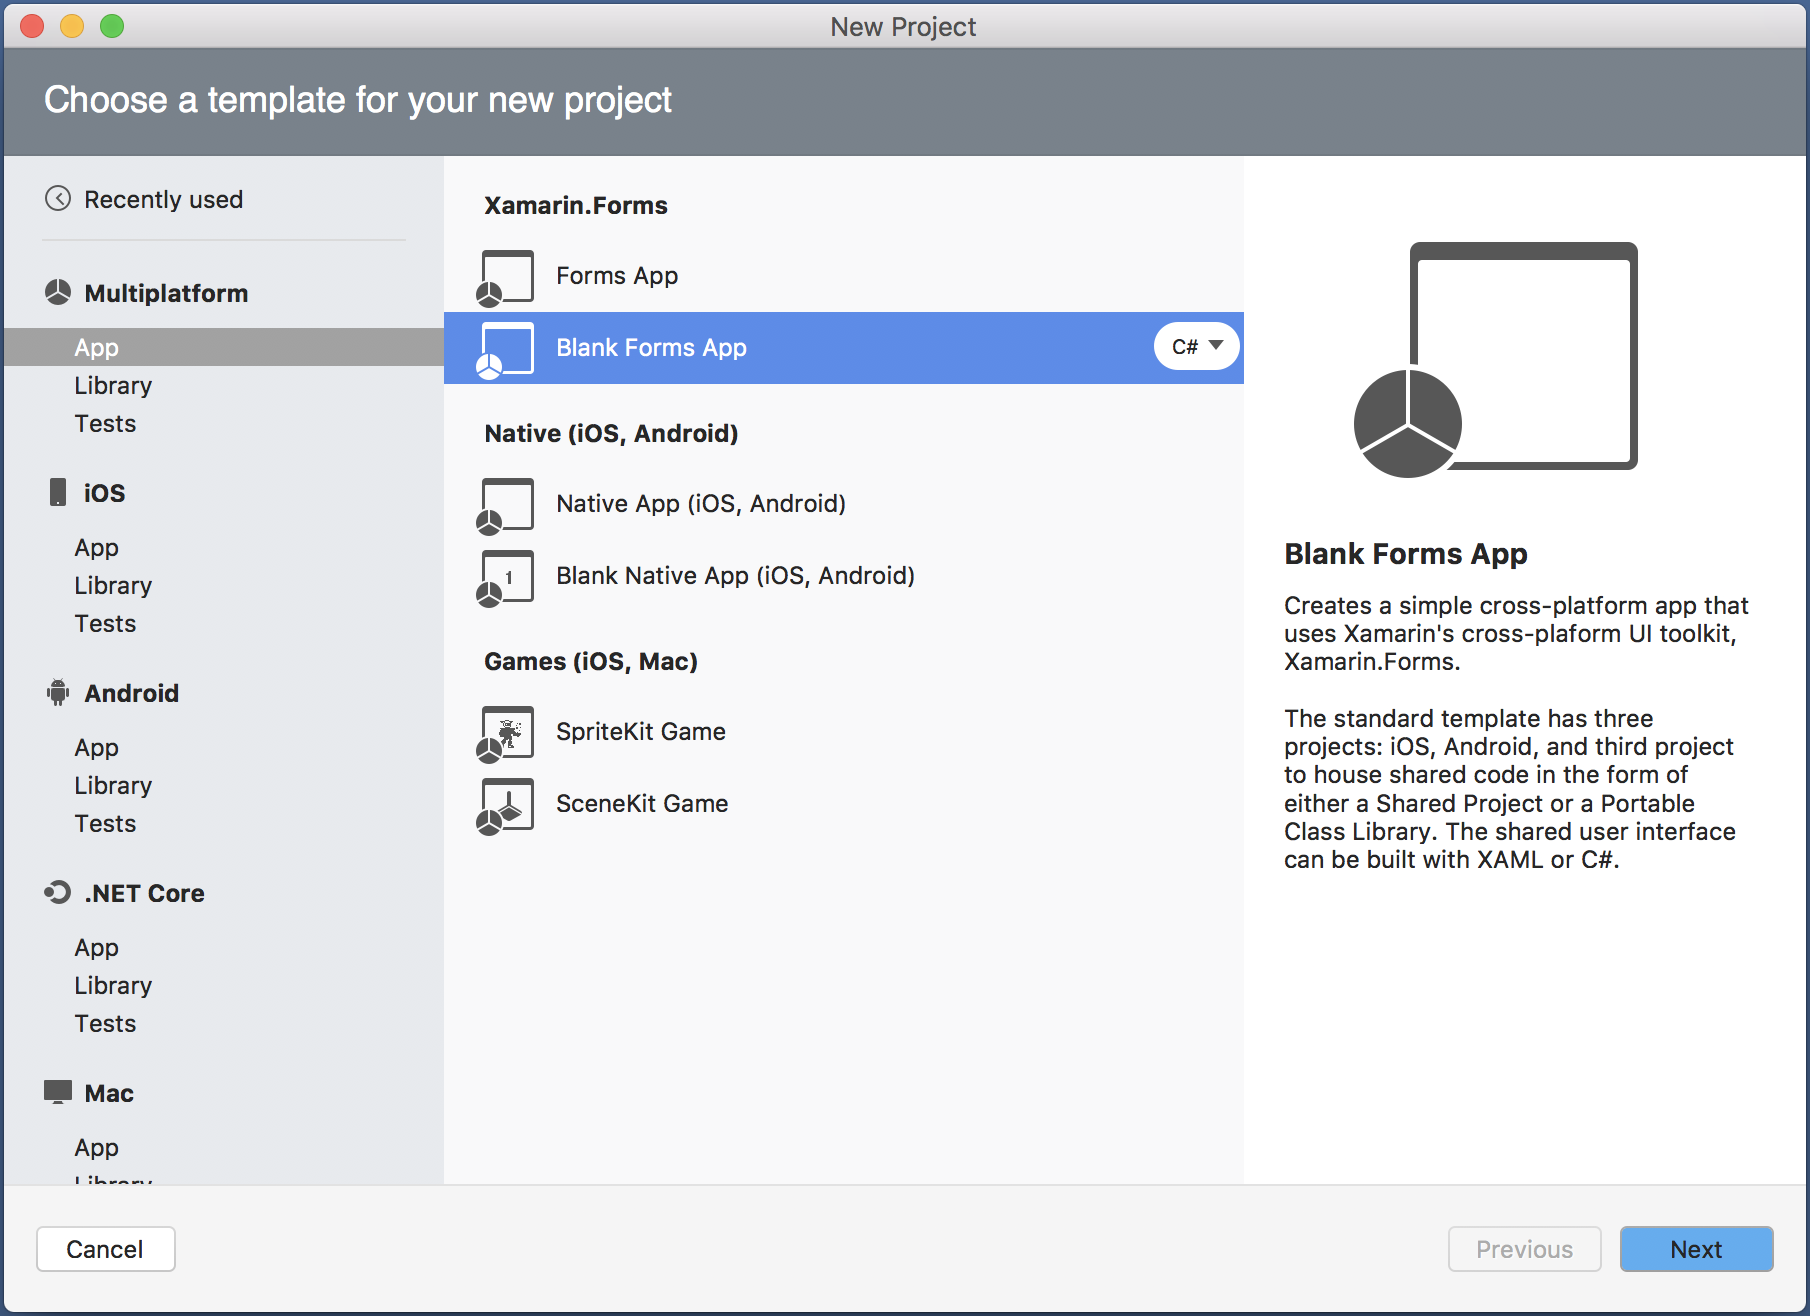 New Project
Choose a template for your new project
Recently used
Multiplatform
App
Library
Tests
iOS
App
Library
Tests
Android
App
Library
Tests
.NET Core
App
Library
Tests
Mac
App
Library
Xamarin.Forms
Forms App
Blank Forms App
C#
Native (iOS, Android)
Native App (iOS, Android)
1
Blank Native App (iOS, Android)
Games (iOS, Mac)
SpriteKit Game
SceneKit Game
Blank Forms App
Creates a simple cross-platform app that
uses Xamarin's cross-plaform UI toolkit,
Xamarin.Forms.
The standard template has three
projects: iOS, Android, and third project
to house shared code in the form of
either a Shared Project or a Portable
Class Library. The shared user interface
can be built with XAML or C#.
Cancel
Previous
Next